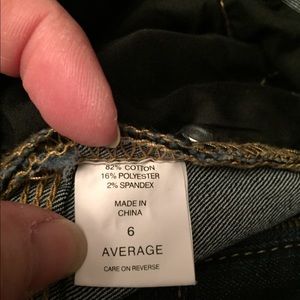 82% COTTON
16% POLYESTER
2% SPANDEX
MADE IN
CHINA
6
AVERAGE
CARE ON REVERSE